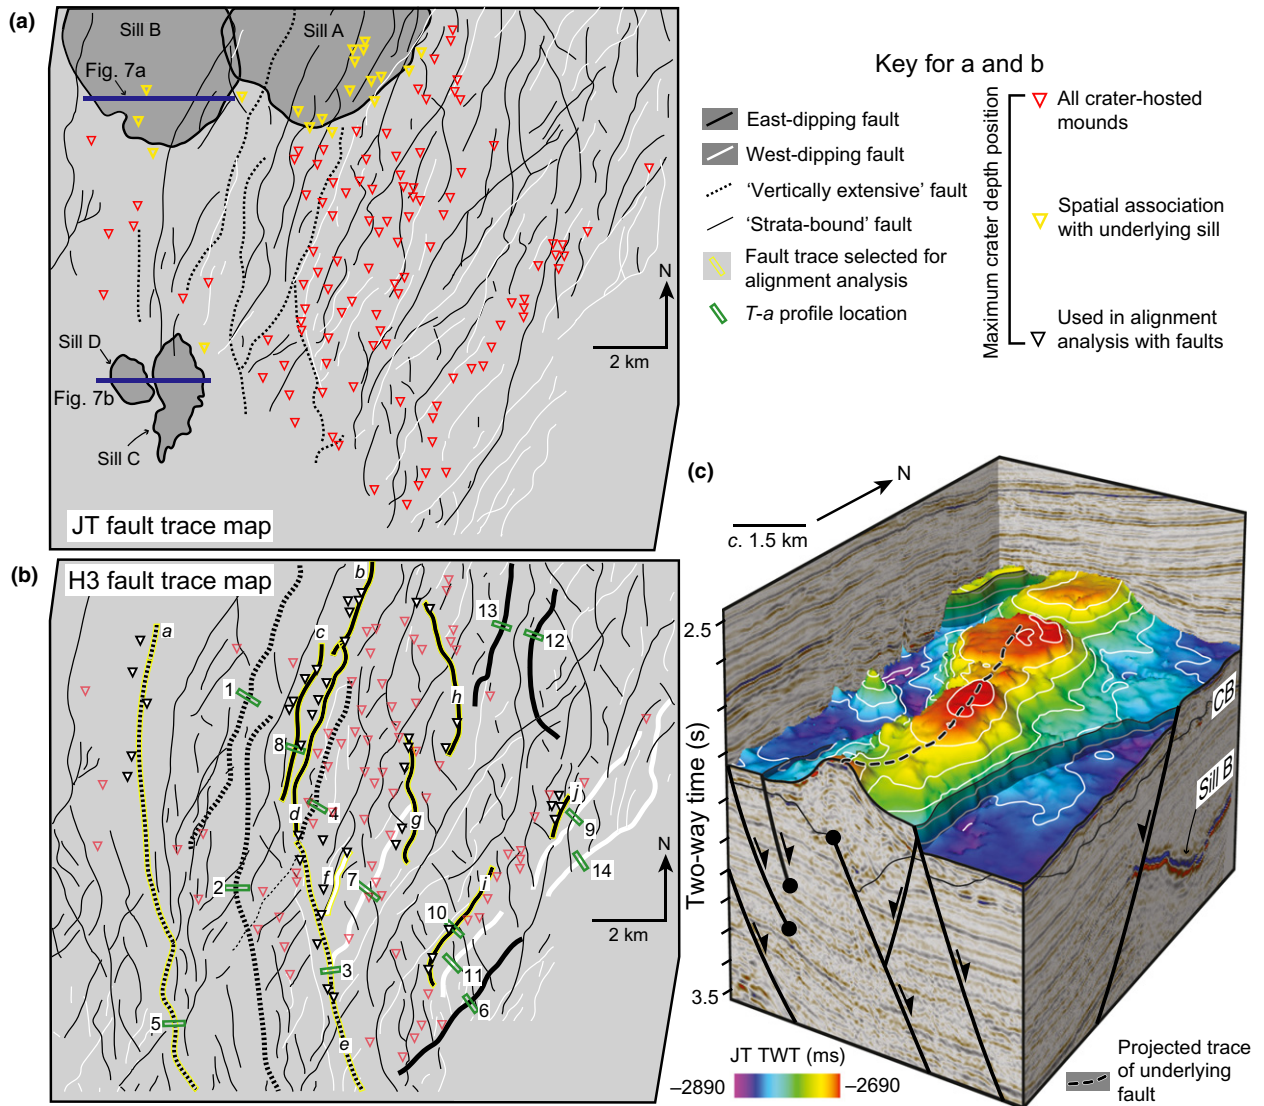 (a)
Sill B
Sill A
Fig. 7a
Sill D
Fig. 7b
Sill C
N
2 km
JT fault trace map
Key for a and b
East-dipping fault
West-dipping fault
‘Vertically extensive’ fault
‘Strata-bound’ fault
Fault trace selected for
alignment analysis
T-a profile location
Maximum crater depth position
All crater-hosted
mounds
Spatial association
with underlying sill
Used in alignment
analysis with faults
(b)
H3 fault trace map
a
b
c
d
e
f
g
h
i
j
1
2
3
4
5
6
7
8
9
10
11
12
13
14
N
2 km
(c)
N
c. 1.5 km
2.5
Two-way time (s)
3.5
CB
Sill B
JT TWT (ms)
–2890
–2690
Projected trace
of underlying
fault